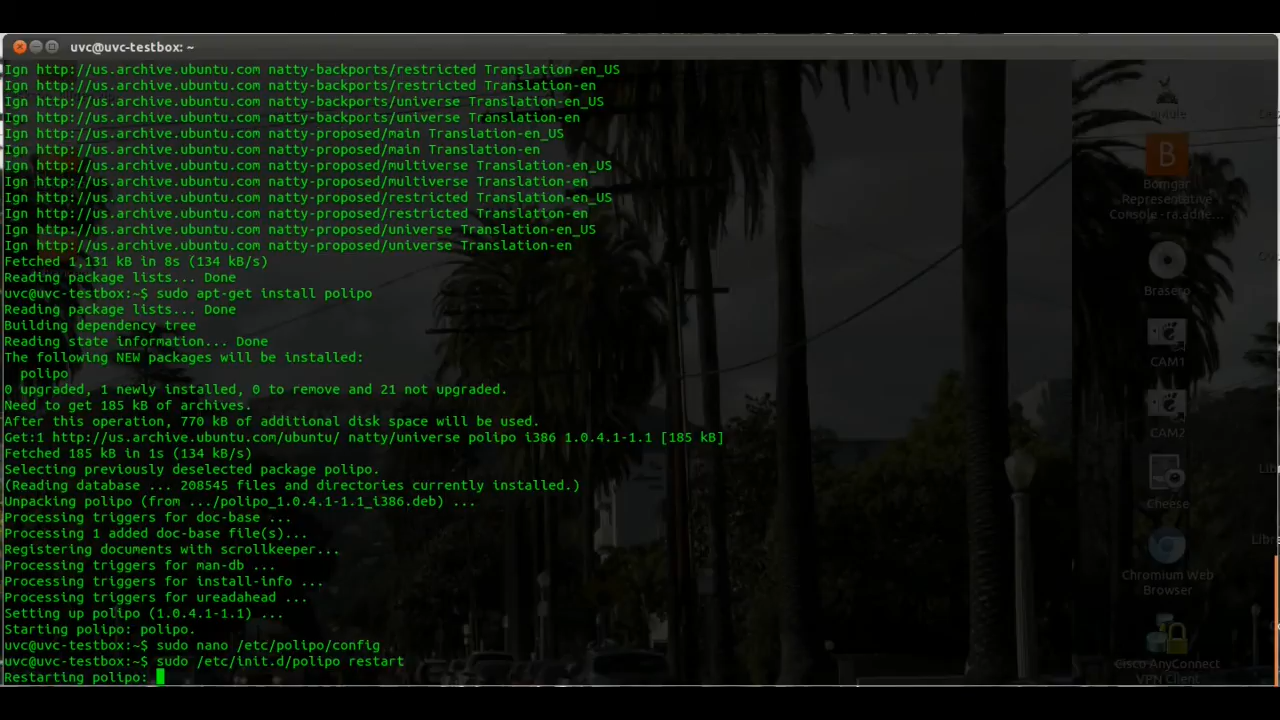 uvc@uvc-testbox: ~
Ign http://us.archive.ubuntu.com natty-backports/restricted Translation-en_US
Ign http://us.archive.ubuntu.com natty-backports/restricted Translation-en
Ign http://us.archive.ubuntu.com natty-backports/universe Translation-en_US
Ign http://us.archive.ubuntu.com natty-backports/universe Translation-en
Ign http://us.archive.ubuntu.com natty-proposed/main Translation-en_US
Ign http://us.archive.ubuntu.com natty-proposed/main Translation-en
Ign http://us.archive.ubuntu.com natty-proposed/multiverse Translation-en_US
Ign http://us.archive.ubuntu.com natty-proposed/multiverse Translation-en
Ign http://us.archive.ubuntu.com natty-proposed/restricted Translation-en_US
Ign http://us.archive.ubuntu.com natty-proposed/restricted Translation-en
Ign http://us.archive.ubuntu.com natty-proposed/universe Translation-en_US
Ign http://us.archive.ubuntu.com natty-proposed/universe Translation-en
Fetched 1,131 kB in 8s (134 kB/s)
Reading package lists... Done
uvc@uvc-testbox:~$ sudo apt-get install polipo
Reading package lists... Done
Building dependency tree
Reading state information... Done
The following NEW packages will be installed:
polipo
0 upgraded, 1 newly installed, 0 to remove and 21 not upgraded.
Need to get 185 kB of archives.
After this operation, 770 kB of additional disk space will be used.
Get:1 http://us.archive.ubuntu.com/ubuntu/ natty/universe polipo i386 1.0.4.1-1.1 [185 kB]
Fetched 185 kB in 1s (134 kB/s)
Selecting previously deselected package polipo.
(Reading database ... 208545 files and directories currently installed.)
Unpacking polipo (from .../polipo_1.0.4.1-1.1_i386.deb) ...
Processing triggers for doc-base ...
Processing 1 added doc-base file(s)...
Registering documents with scrollkeeper...
Processing triggers for man-db ...
Processing triggers for install-info ...
Processing triggers for ureadahead ...
Setting up polipo (1.0.4.1-1.1) ...
Starting polipo: polipo.
uvc@uvc-testbox:~$ sudo nano /etc/polipo/config
uvc@uvc-testbox:~$ sudo /etc/init.d/polipo restart
Restarting polipo:
B
Bomgar
Representative
Console -ra.adne...
Brasero
CAM1
CAM2
Cheese
Chromium Web
Browser
Cisco AnyConnect
VPN Client